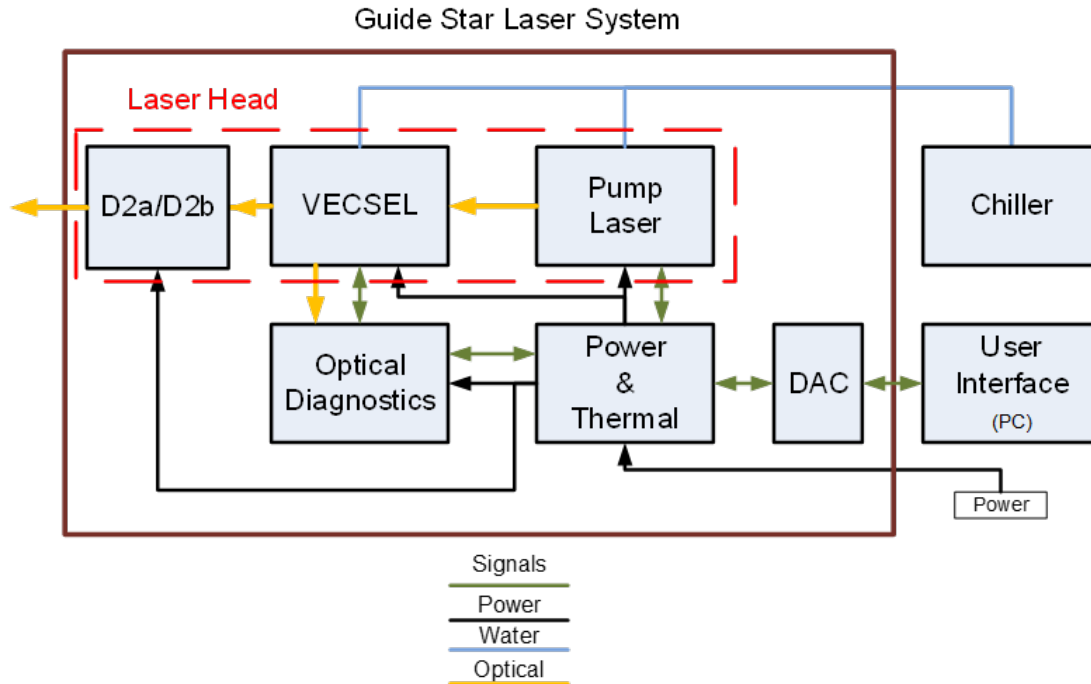 Guide Star Laser System
Laser Head
D2a/D2b
VECSEL
Pump
Laser
Chiller
Optical
Diagnostics
Power
&
Thermal
DAC
User
Interface
(PC)
Power
Signals
Power
Water
Optical